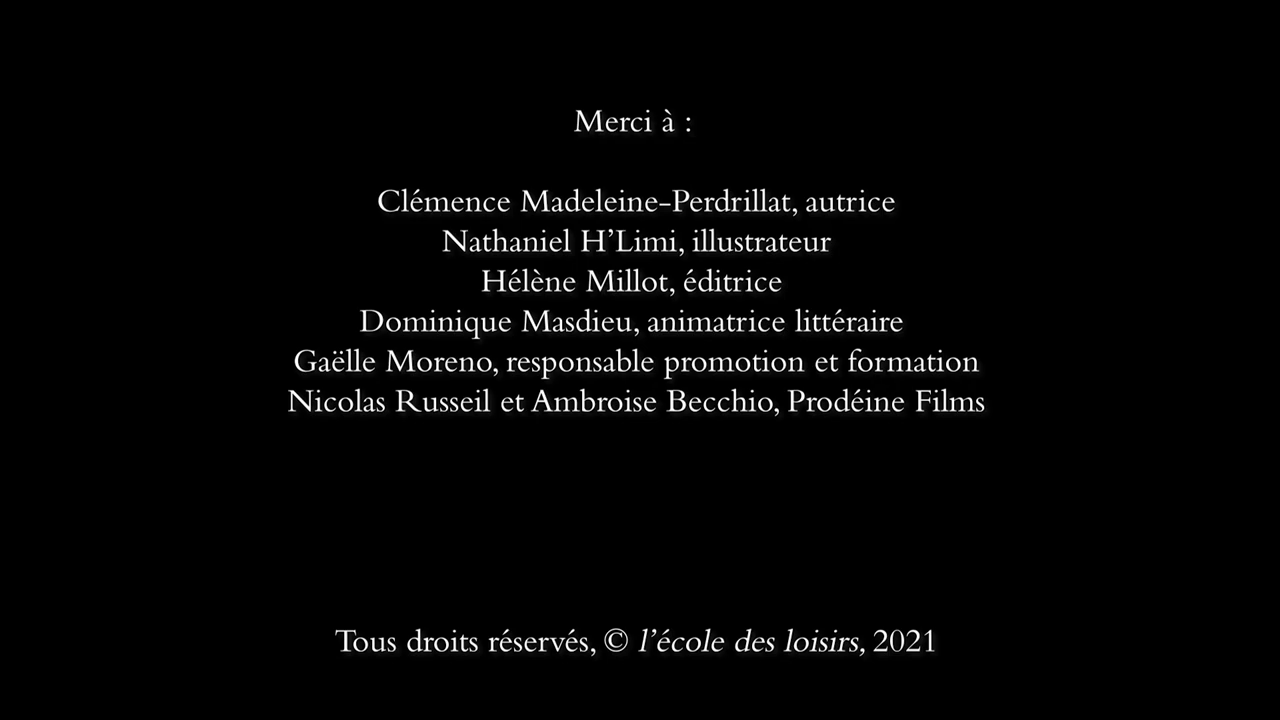 Merci à :
Clémence Madeleine-Perdrillat, autrice
Nathaniel H’Limi, illustrateur
Hélène Millot, éditrice
Dominique Masdieu, animatrice littéraire
Gaëlle Moreno, responsable promotion et formation
Nicolas Russeil et Ambroise Becchio, Prodéine Films
Tous droits réservés, © l’école des loisirs, 2021